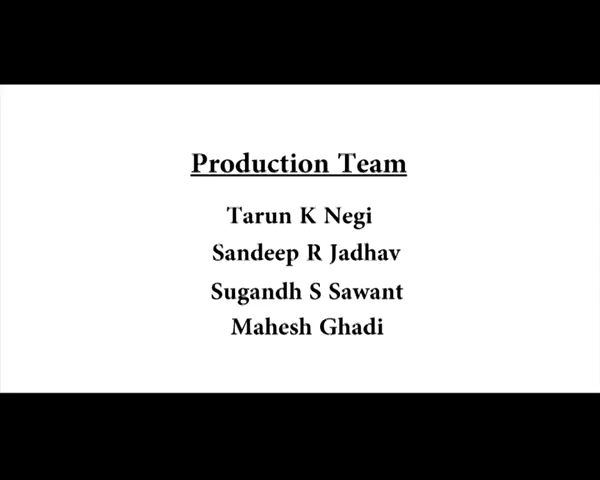 Production Team
Tarun K Negi
Sandeep R Jadhav
Sugandh S Sawant
Mahesh Ghadi